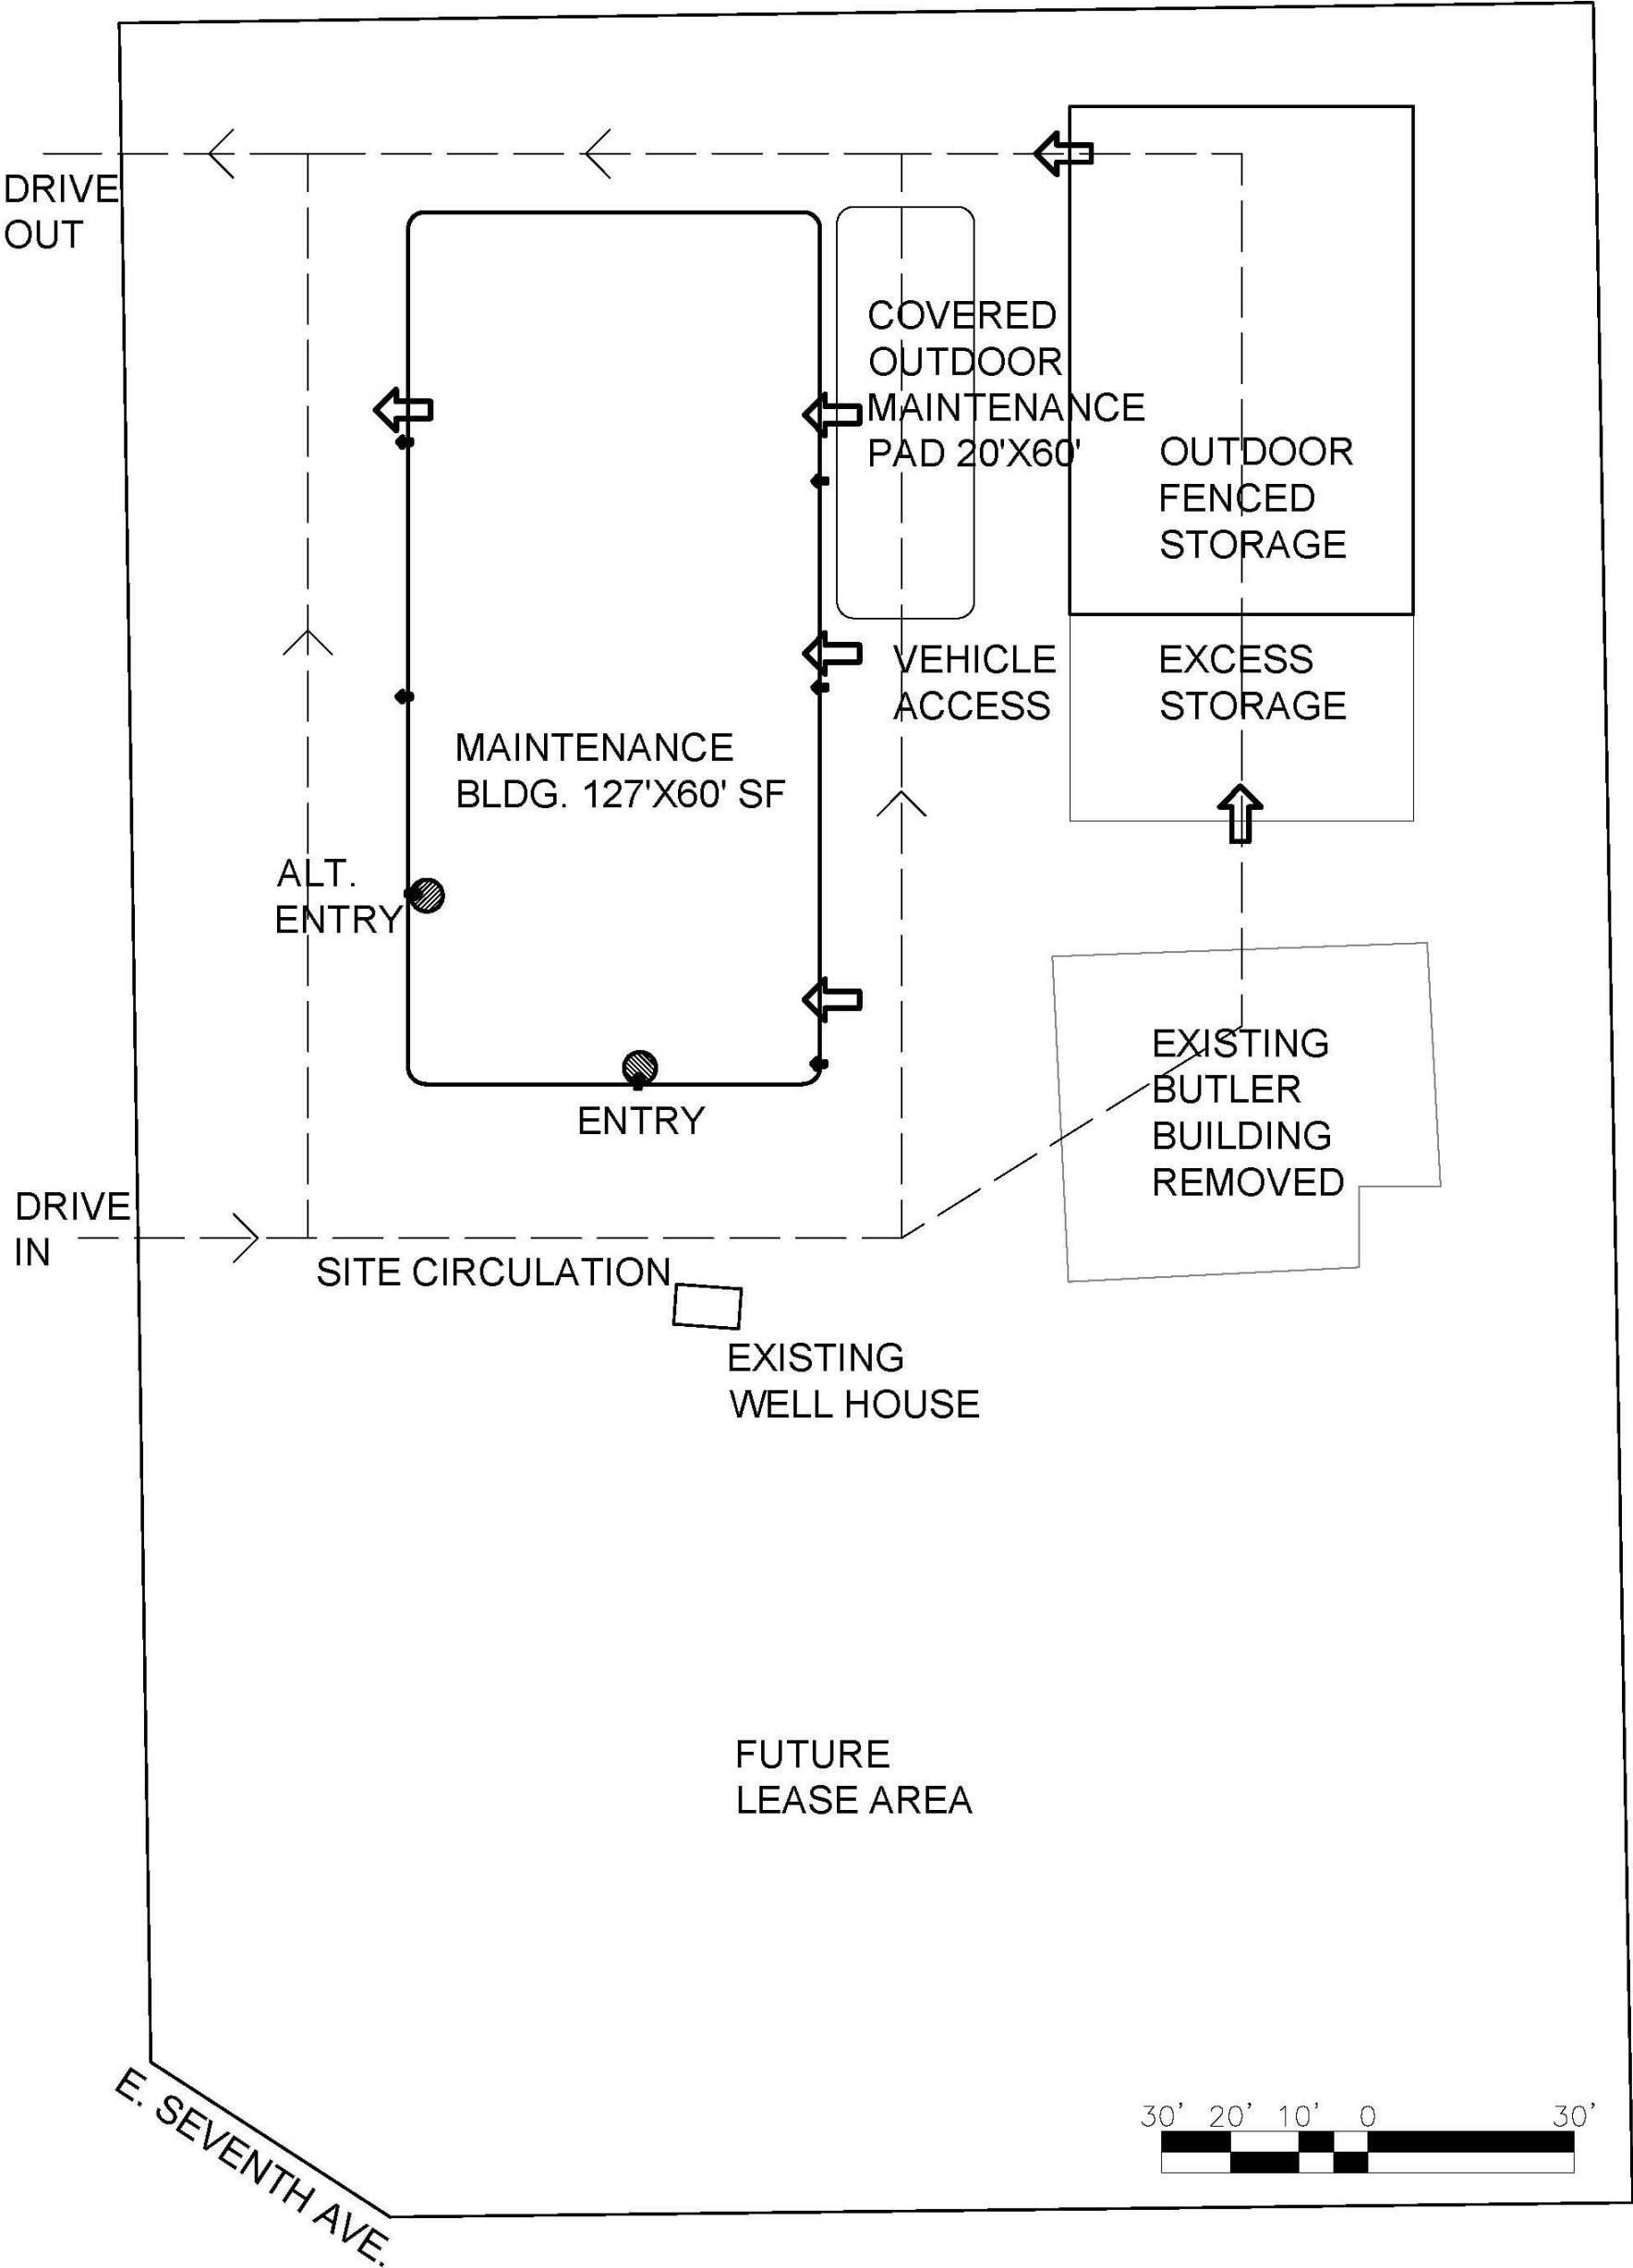 DRIVE
OUT
COVERED
OUTDOOR
MAINTENANCE
PAD 20'X60'
OUTDOOR
FENCED
STORAGE
VEHICLE
ACCESS
EXCESS
STORAGE
MAINTENANCE
BLDG. 127'X60' SF
ALT.
ENTRY
ENTRY
EXISTING
BUTLER
BUILDING
REMOVED
DRIVE
IN
SITE CIRCULATION
EXISTING
WELL HOUSE
FUTURE
LEASE AREA
E. SEVENTH AVE.
30' 20' 10' 0 30'